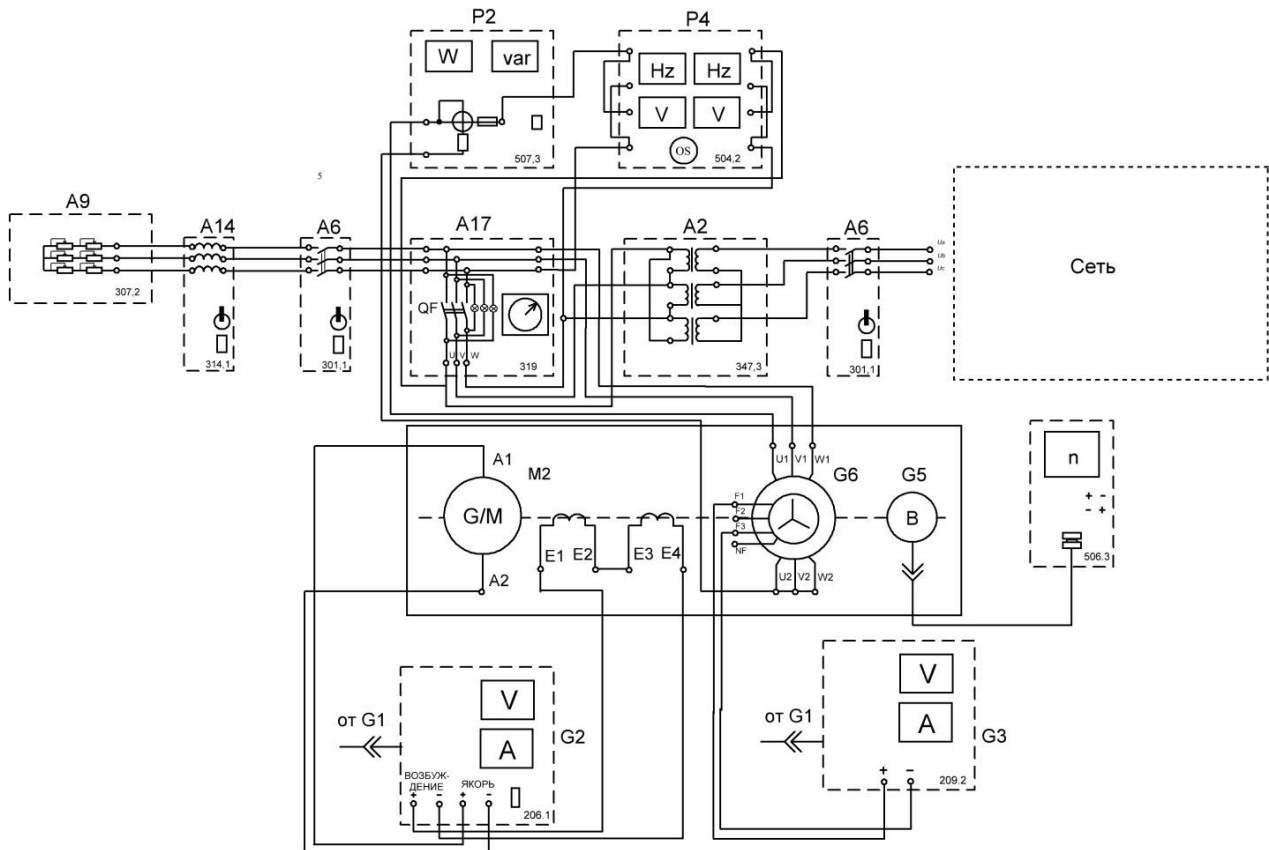 P2
P4
W
var
Hz
Hz
V
V
OS
507,3
504,2
5
A9
307,2
A14
314,1
A6
301,1
A17
QF
U V W
319
A2
347,3
A6
301,1
Ua
Ub
Uc
Сеть
A1
M2
G/M
A2
E1
E2
E3
E4
F1
F2
F3
NF
U1
V1
W1
G6
U2
V2
W2
G5
B
n
+ -
- +
506.3
от G1
V
A
G2
ВОЗБУЖ-
ДЕНИЕ
ЯКОРЬ
+ - + -
206.1
от G1
V
A
G3
+ -
209.2